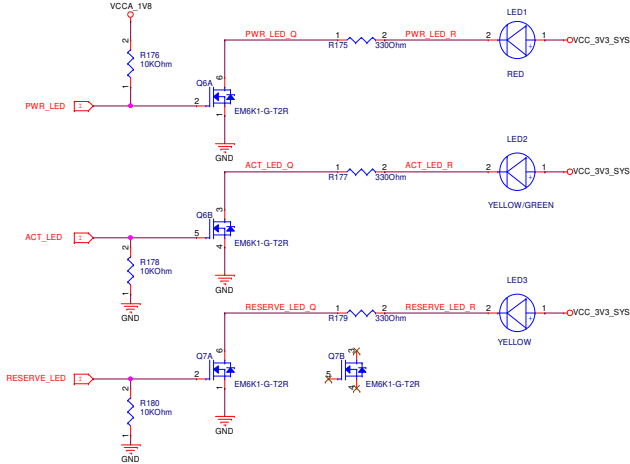 VCCA_1V8
LED1
PWR_LED_Q
PWR_LED_R
2
1
2
2
1
VCC_3V3_SYS
R175
330Ohm
R176
10KOhm
RED
1
Q6A
6
PWR_LED
2
EM6K1-G-T2R
1
GND
LED2
ACT_LED_Q
ACT_LED_R
1
2
2
1
VCC_3V3_SYS
R177
330Ohm
YELLOW/GREEN
Q6B
3
ACT_LED
5
EM6K1-G-T2R
4
2
R178
10KOhm
1
GND
GND
LED3
RESERVE_LED_Q
RESERVE_LED_R
1
2
2
1
VCC_3V3_SYS
R179
330Ohm
YELLOW
Q7A
6
Q7B
3
RESERVE_LED
2
EM6K1-G-T2R
5
EM6K1-G-T2R
1
4
2
R180
10KOhm
1
GND
GND